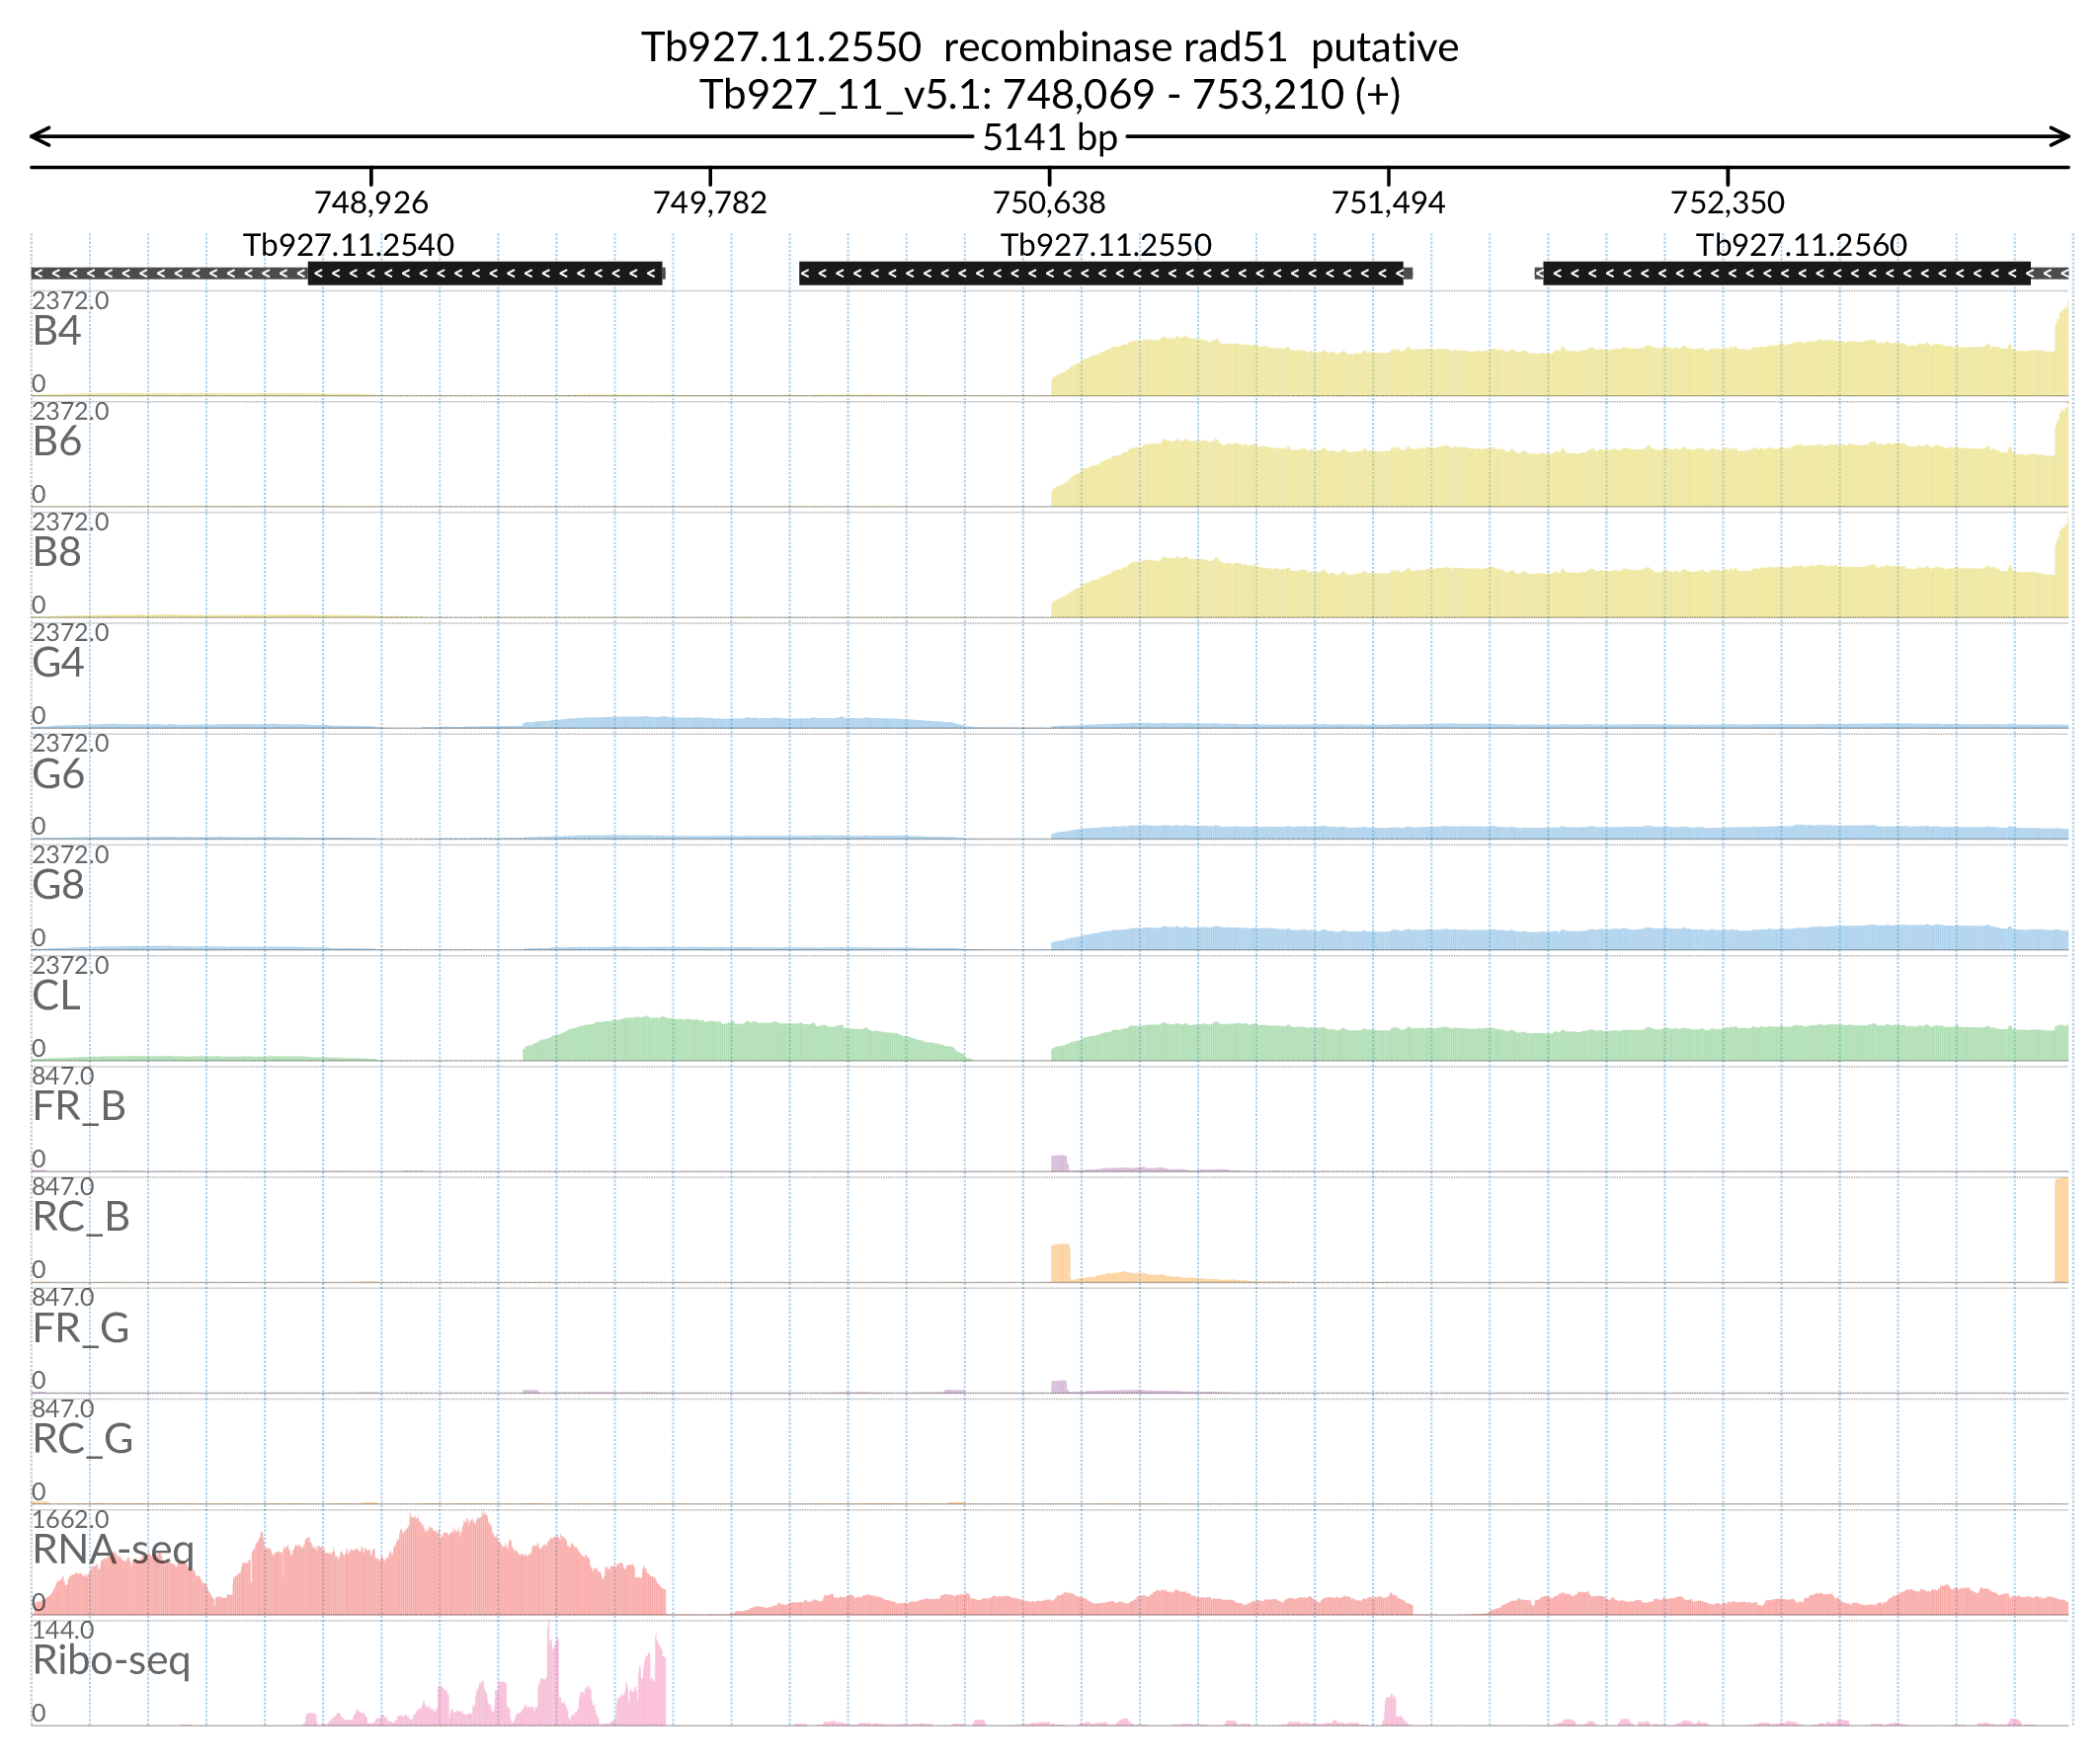 Tb927.11.2550  recombinase rad51  putative
Tb927_11_v5.1: 748,069 - 753,210 (+)
5141 bp
748,926 749,782 750,638 751,494 752,350
Tb927.11.2540 Tb927.11.2550 Tb927.11.2560
2372.0
B4
0
2372.0
B6
0
2372.0
B8
0
2372.0
G4
0
2372.0
G6
0
2372.0
G8
0
2372.0
CL
0
847.0
FR_B
0
847.0
RC_B
0
847.0
FR_G
0
847.0
RC_G
0
1662.0
RNA-seq
0
144.0
Ribo-seq
0